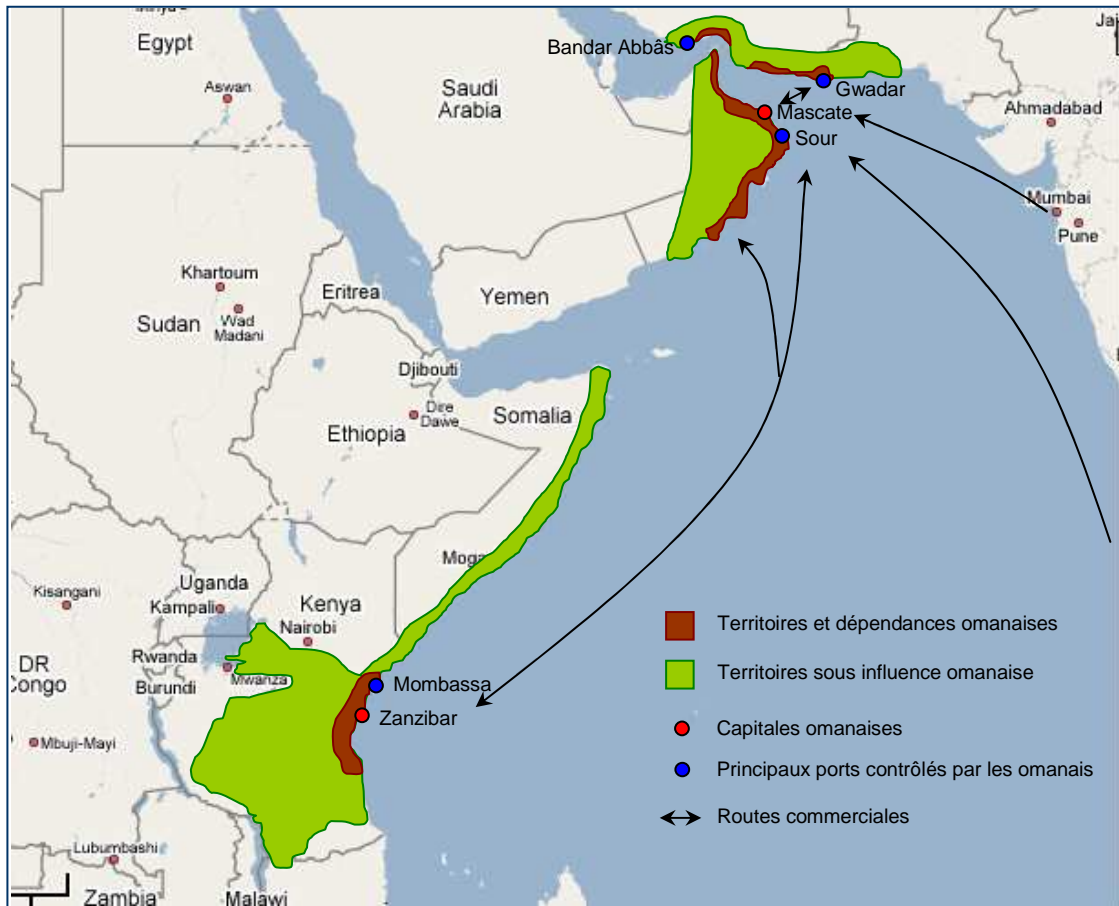 Egypt
Aswan
Saudi
Arabia
Bandar Abbâs
Gwadar
Mascate
Sour
Ahmadabad
Mumbai
Pune
Khartoum
Eritrea
Yemen
Sudan
Wad
Madani
Djibouti
Dire
Dawe
Somalia
Ethiopia
Moga
Uganda
Kampali
Kisangani
Kenya
Nairobi
DR
Congo
Rwanda
Mwanza
Burundi
Mombassa
Zanzibar
Mbuji-Mayi
Lubumbashi
Zambia
Malawi
Territoires et dépendances omanaises
Territoires sous influence omanaise
Capitales omanaises
Principaux ports contrôlés par les omanais
Routes commerciales